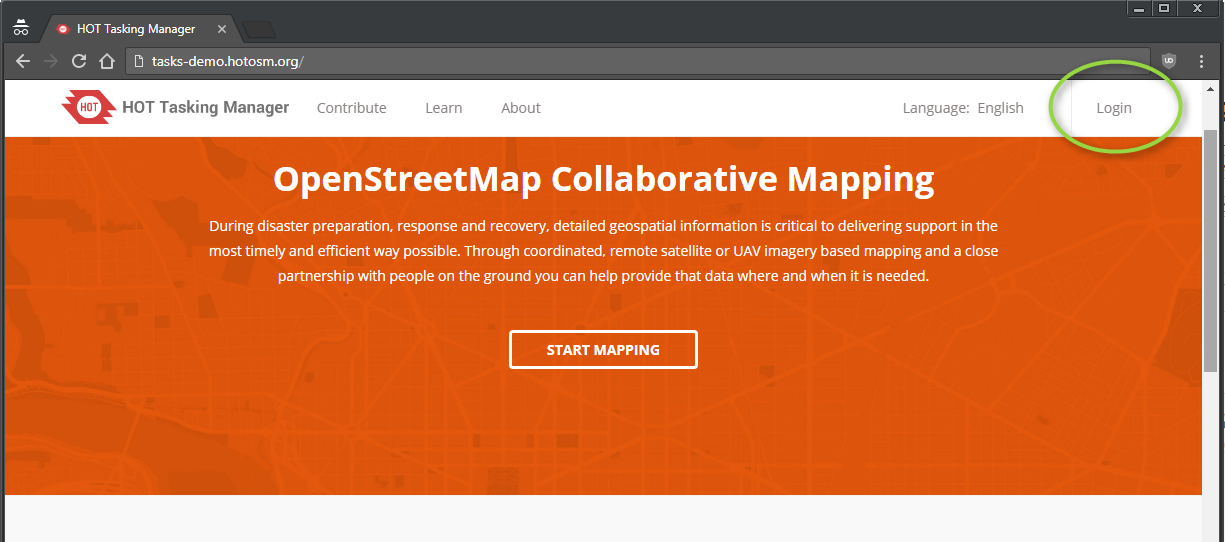 HOT Tasking Manager
tasks-demo.hotosm.org/
HOT HOT Tasking Manager Contribute Learn About Language: English Login
OpenStreetMap Collaborative Mapping
During disaster preparation, response and recovery, detailed geospatial information is critical to delivering support in the
most timely and efficient way possible. Through coordinated, remote satellite or UAV imagery based mapping and a close
partnership with people on the ground you can help provide that data where and when it is needed.
START MAPPING